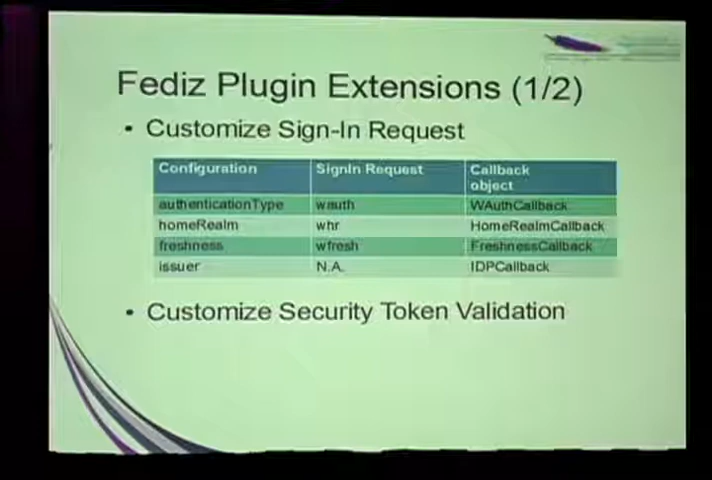 Fediz Plugin Extensions (1/2)
• Customize Sign-In Request
Configuration SignIn Request Callback object
authenticationType wauth WAuthCallback
homeRealm whr HomeRealmCallback
freshness wfresh FreshnessCallback
issuer N.A. IDPCallback
• Customize Security Token Validation